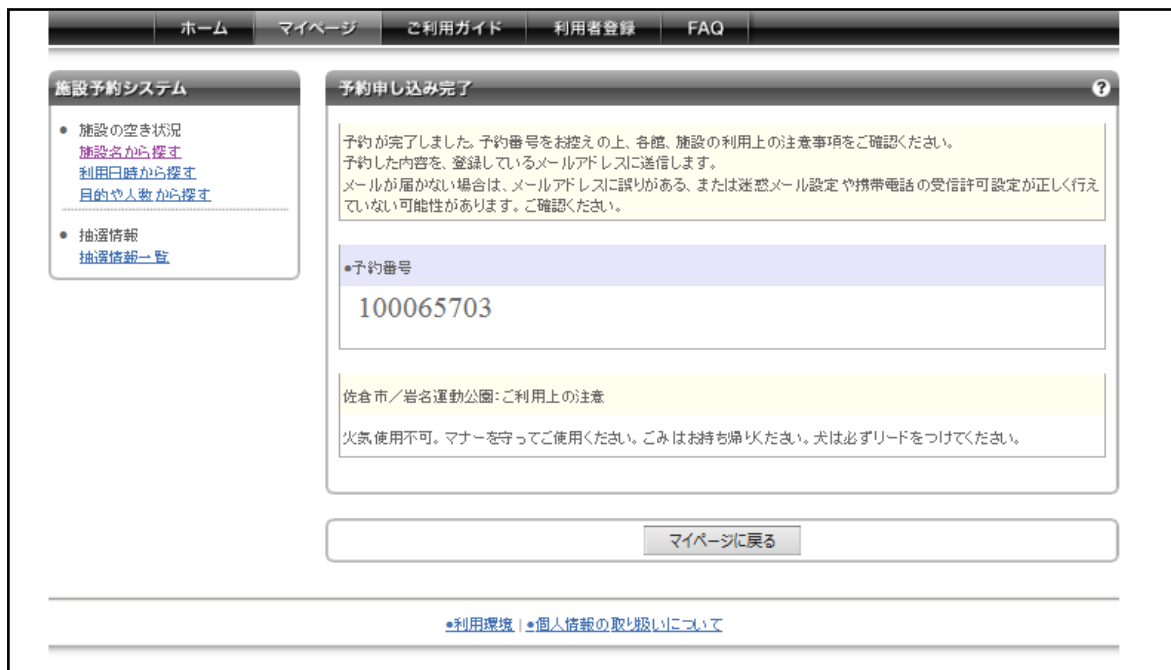 ホーム マイページ ご利用ガイド 利用者登録 FAQ
施設予約システム
● 施設の空き状況
施設名から探す
利用日時から探す
目的や人数から探す
● 抽選情報
抽選情報一覧
予約申し込み完了 ?
予約が完了しました。予約番号をお控えの上、各館、施設の利用上の注意事項をご確認ください。
予約した内容を、登録しているメールアドレスに送信します。
メールが届かない場合は、メールアドレスに誤りがある、または迷惑メール設定や携帯電話の受信許可設定が正しく行え
ていない可能性があります。ご確認ください。
●予約番号
100065703
佐倉市／岩名運動公園:ご利用上の注意
火気使用不可。マナーを守ってご使用ください。ごみはお持ち帰りください。犬は必ずリードをつけてください。
マイページに戻る
●利用環境 | ●個人情報の取り扱いについて